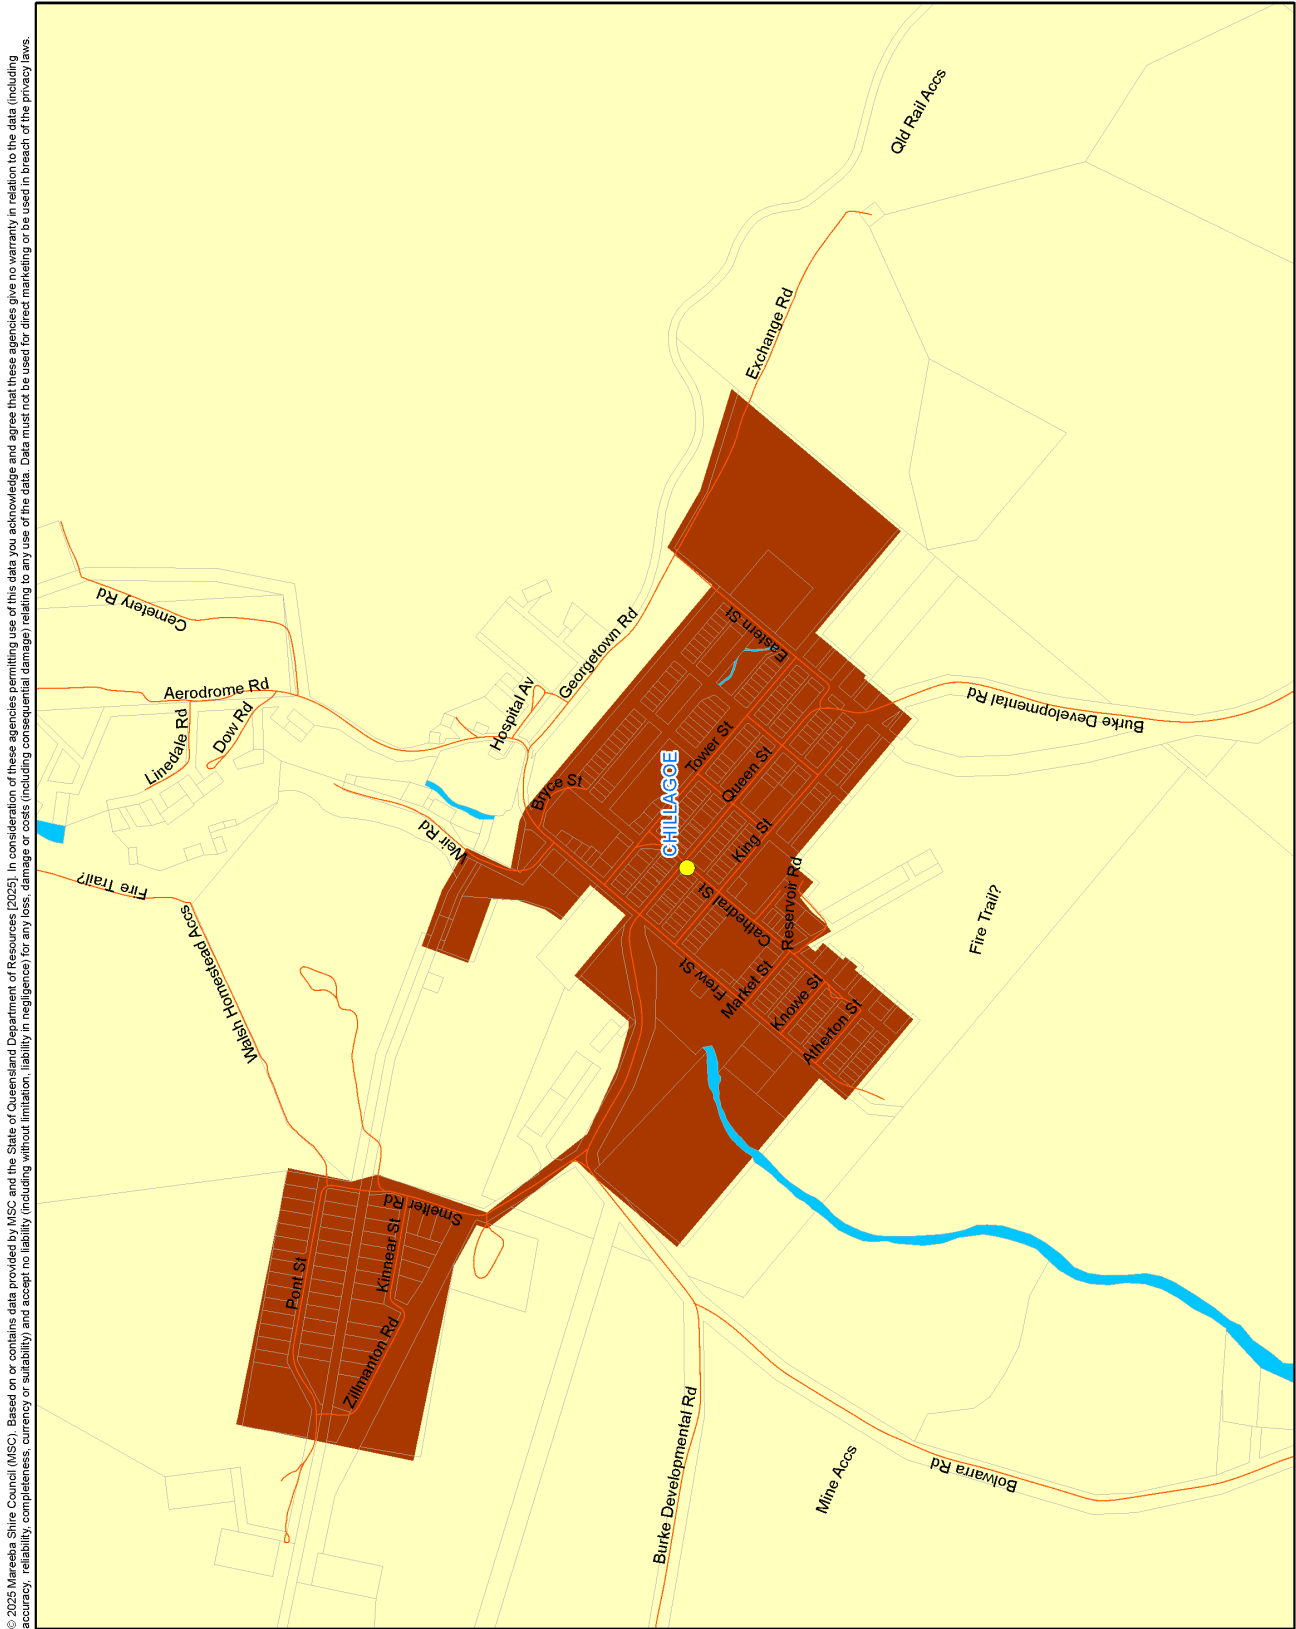 © 2025 Mareeba Shire Council (MSC). Based on or contains data provided by MSC and the State of Queensland Department of Resources [2025]. In consideration of these agencies permitting use of this data you acknowledge and agree that these agencies give no warranty in relation to the data (including
accuracy, reliability, completeness, currency or suitability) and accept no liability (including without limitation, liability in negligence) for any loss, damage or costs (including consequential damage) relating to any use of the data. Data must not be used for direct marketing or be used in breach of the privacy laws.
Qld Rail Accs
Exchange Rd
Cemetery Rd
Aerodrome Rd
Linedale Rd
Dow Rd
Hospital Av
Georgetown Rd
Eastern St
Burke Developmental Rd
Tower St
Queen St
Bryce St
CHILLAGOE
King St
Weir Rd
Fire Trail?
Walsh Homestead Accs
Cathedral St
Reservoir Rd
Fire Trail?
Frew St
Market St
Knowe St
Atherton St
Smelter Rd
Kinnear St
Pont St
Zillmanton Rd
Burke Developmental Rd
Mine Accs
Bolwarra Rd